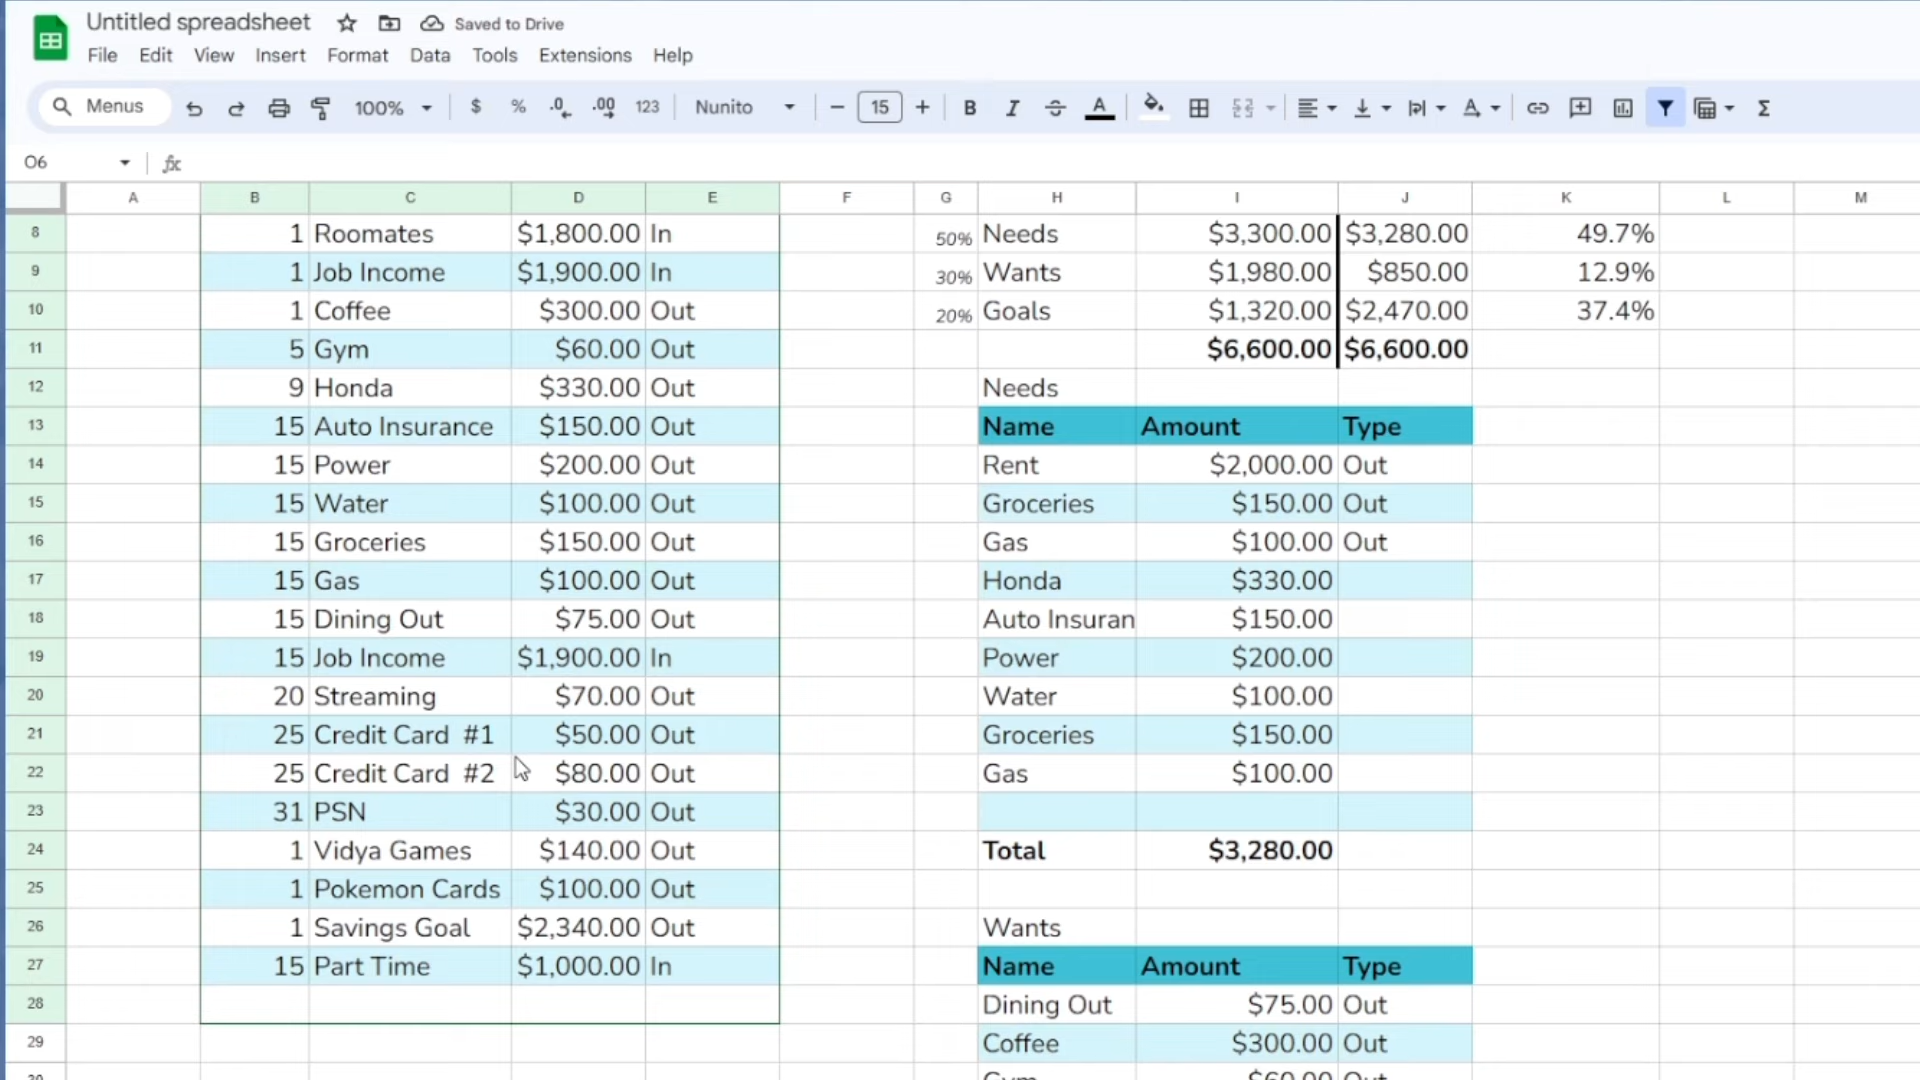 Untitled spreadsheet Saved to Drive
File Edit View Insert Format Data Tools Extensions Help
Menus 100% $ % .0 .00 123 Nunito 15 B I A Σ
O6 fx
A B C D E F G H I J K L M
8 1 Roomates $1,800.00 In 50% Needs $3,300.00 $3,280.00 49.7%
9 1 Job Income $1,900.00 In 30% Wants $1,980.00 $850.00 12.9%
10 1 Coffee $300.00 Out 20% Goals $1,320.00 $2,470.00 37.4%
11 5 Gym $60.00 Out $6,600.00 $6,600.00
12 9 Honda $330.00 Out Needs
13 15 Auto Insurance $150.00 Out Name Amount Type
14 15 Power $200.00 Out Rent $2,000.00 Out
15 15 Water $100.00 Out Groceries $150.00 Out
16 15 Groceries $150.00 Out Gas $100.00 Out
17 15 Gas $100.00 Out Honda $330.00
18 15 Dining Out $75.00 Out Auto Insuran $150.00
19 15 Job Income $1,900.00 In Power $200.00
20 20 Streaming $70.00 Out Water $100.00
21 25 Credit Card #1 $50.00 Out Groceries $150.00
22 25 Credit Card #2 $80.00 Out Gas $100.00
23 31 PSN $30.00 Out
24 1 Vidya Games $140.00 Out Total $3,280.00
25 1 Pokemon Cards $100.00 Out
26 1 Savings Goal $2,340.00 Out Wants
27 15 Part Time $1,000.00 In Name Amount Type
28 Dining Out $75.00 Out
29 Coffee $300.00 Out
30 Gym $60.00 Out